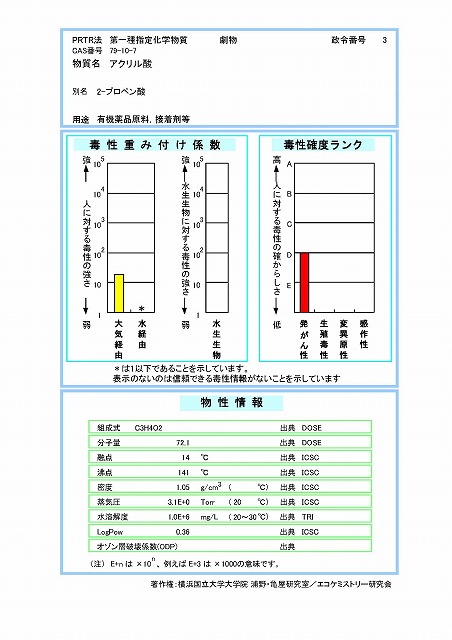 PRTR法 第一種指定化学物質 劇物 政令番号 3
CAS番号 79-10-7
物質名 アクリル酸
別名 2-プロペン酸
用途 有機薬品原料，接着剤等
毒性重み付け係数
強
人に対する毒性の強さ
弱
10^5
10^4
10^3
10^2
10
1
*
大気経由
水経由
強
水生生物に対する毒性の強さ
弱
10^5
10^4
10^3
10^2
10
1
水生生物
毒性確度ランク
高
人に対する毒性の確からしさ
低
A
B
C
D
E
発がん性
生殖毒性
変異原性
感作性
*は1以下であることを示しています。
表示のないのは信頼できる毒性情報がないことを示しています
物性情報
組成式 C3H4O2 出典 DOSE
分子量 72.1 出典 DOSE
融点 14 ℃ 出典 ICSC
沸点 141 ℃ 出典 ICSC
密度 1.05 g/cm3 ( ℃) 出典 ICSC
蒸気圧 3.1E+0 Torr (20 ℃) 出典 ICSC
水溶解度 1.0E+6 mg/L (20～30℃) 出典 TRI
LogPow 0.36 出典 ICSC
オゾン層破壊係数(ODP) 出典
(注) E+n は ×10^n 、例えば E+3 は ×1000の意味です。
著作権:横浜国立大学大学院 浦野・亀屋研究室／エコケミストリー研究会